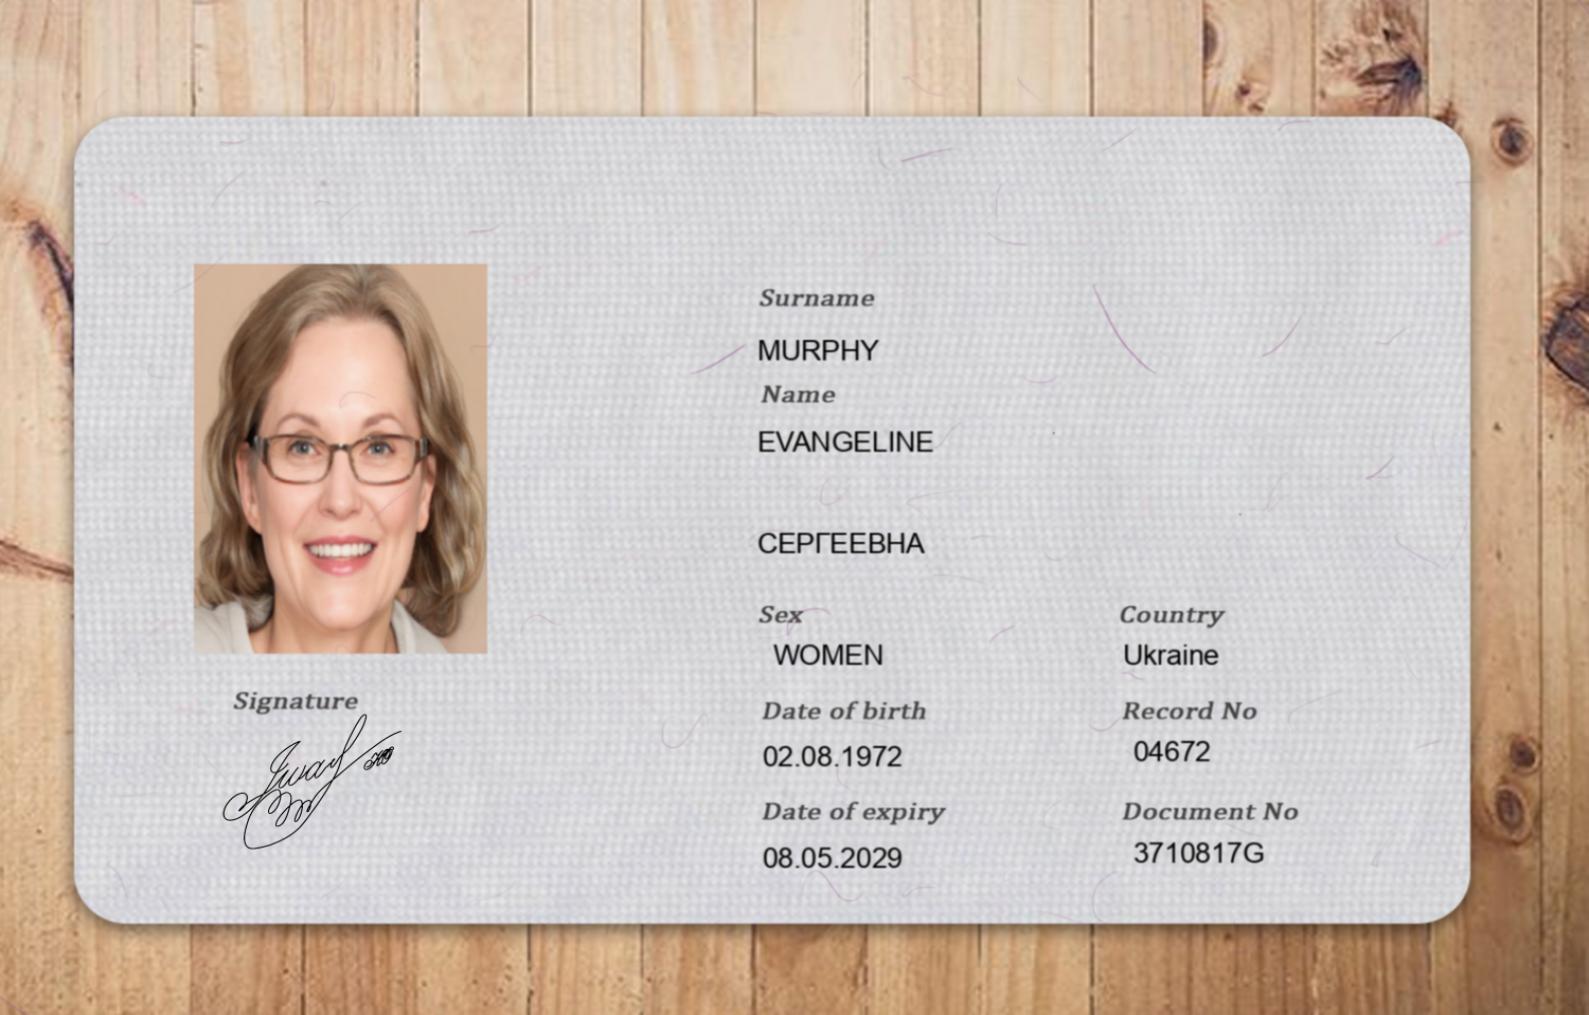 Surname
MURPHY
Name
EVANGELINE
СЕРГЕЕВНА
Sex
Country
WOMEN
Ukraine
Date of birth
Record No
02.08.1972
04672
Date of expiry
Document No
08.05.2029
3710817G
Signature